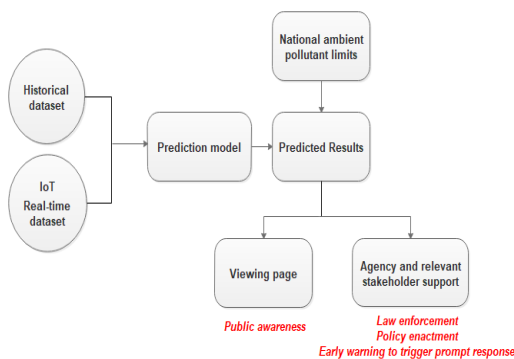 National ambient
pollutant limits
Historical
dataset
Prediction model
Predicted Results
IoT
Real-time
dataset
Viewing page
Agency and relevant
stakeholder support
Public awareness
Law enforcement
Policy enactment
Early warning to trigger prompt response